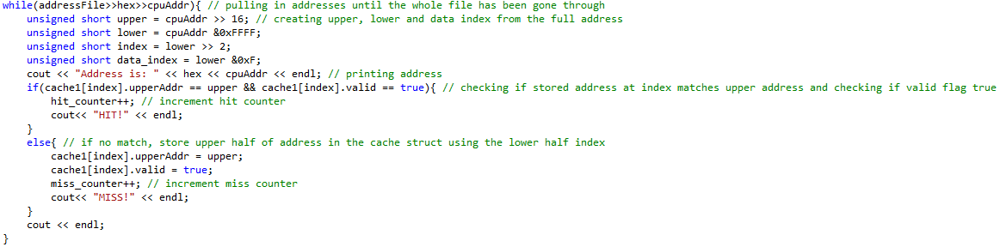 while(addressFile>>hex>>cpuAddr){ // pulling in addresses until the whole file has been gone through
    unsigned short upper = cpuAddr >> 16; // creating upper, lower and data index from the full address
    unsigned short lower = cpuAddr &0xFFFF;
    unsigned short index = lower >> 2;
    unsigned short data_index = lower &0xF;
    cout << "Address is: " << hex << cpuAddr << endl; // printing address
    if(cache1[index].upperAddr == upper && cache1[index].valid == true){ // checking if stored address at index matches upper address and checking if valid flag true
        hit_counter++; // increment hit counter
        cout<< "HIT!" << endl;
    }
    else{ // if no match, store upper half of address in the cache struct using the lower half index
        cache1[index].upperAddr = upper;
        cache1[index].valid = true;
        miss_counter++; // increment miss counter
        cout<< "MISS!" << endl;
    }
    cout << endl;
}